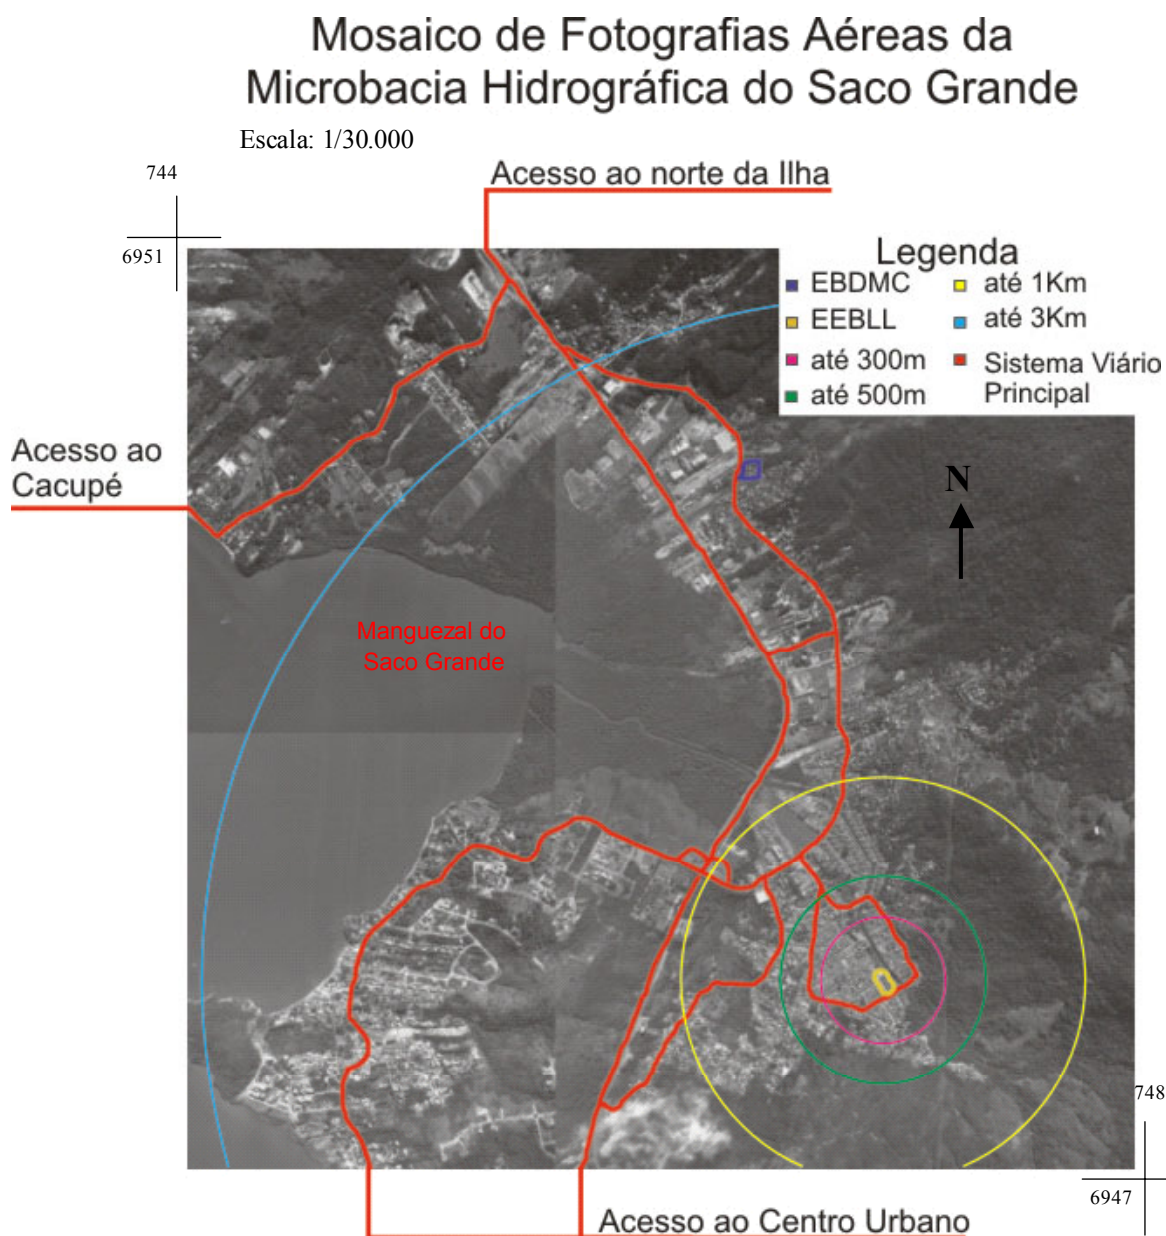 Mosaico de Fotografias Aéreas da
Microbacia Hidrográfica do Saco Grande
Escala: 1/30.000
744
6951
Acesso ao norte da Ilha
Legenda
EBDMC
EEBLL
até 300m
até 500m
até 1Km
até 3Km
Sistema Viário
Principal
Acesso ao
Cacupé
N
Manguezal do
Saco Grande
748
6947
Acesso ao Centro Urbano